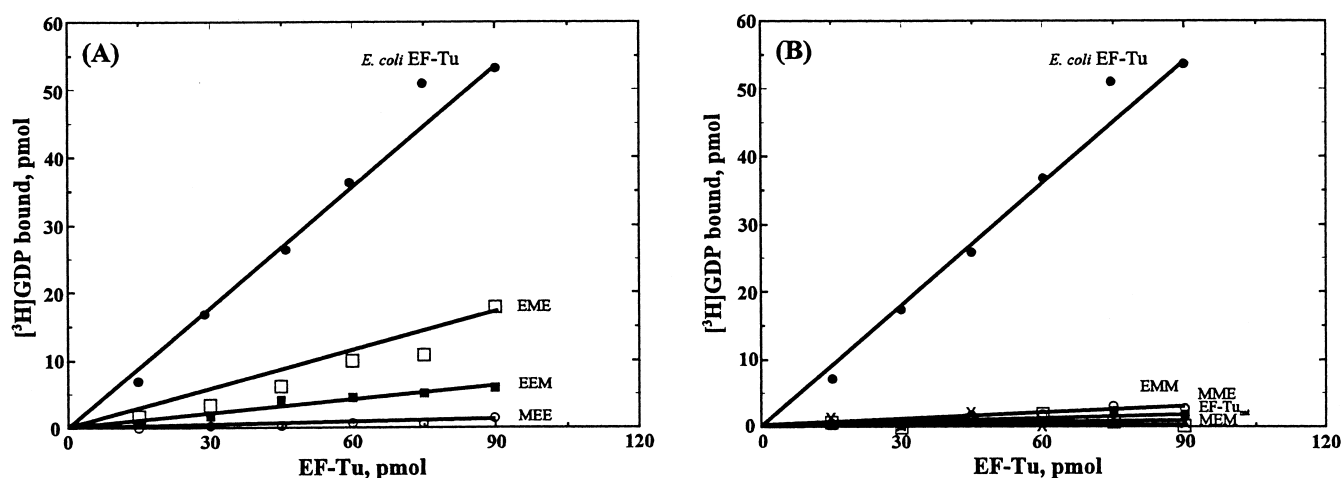 (A)
E. coli EF-Tu
EME
EEM
MEE
[³H]GDP bound, pmol
60
50
40
30
20
10
0
0 30 60 90 120
EF-Tu, pmol
(B)
E. coli EF-Tu
EMM
MME
EF-Tu
MEM
[³H]GDP bound, pmol
60
50
40
30
20
10
0
0 30 60 90 120
EF-Tu, pmol